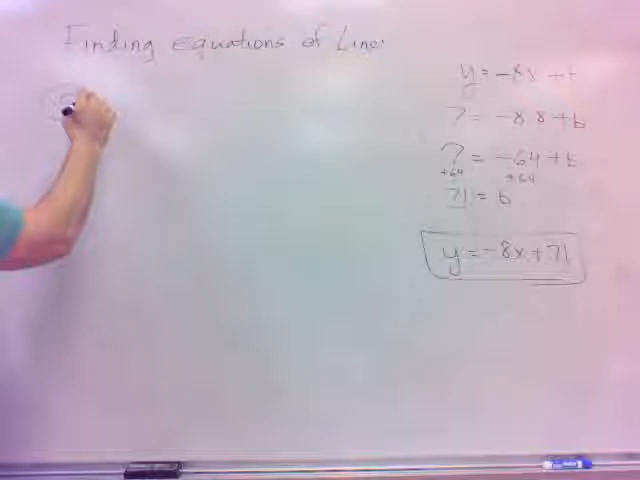 Finding equations of Lines
y = -8x + b
7 = -8·8 + b
7 = -64 + b
+64 +64
71 = b
y = -8x + 71